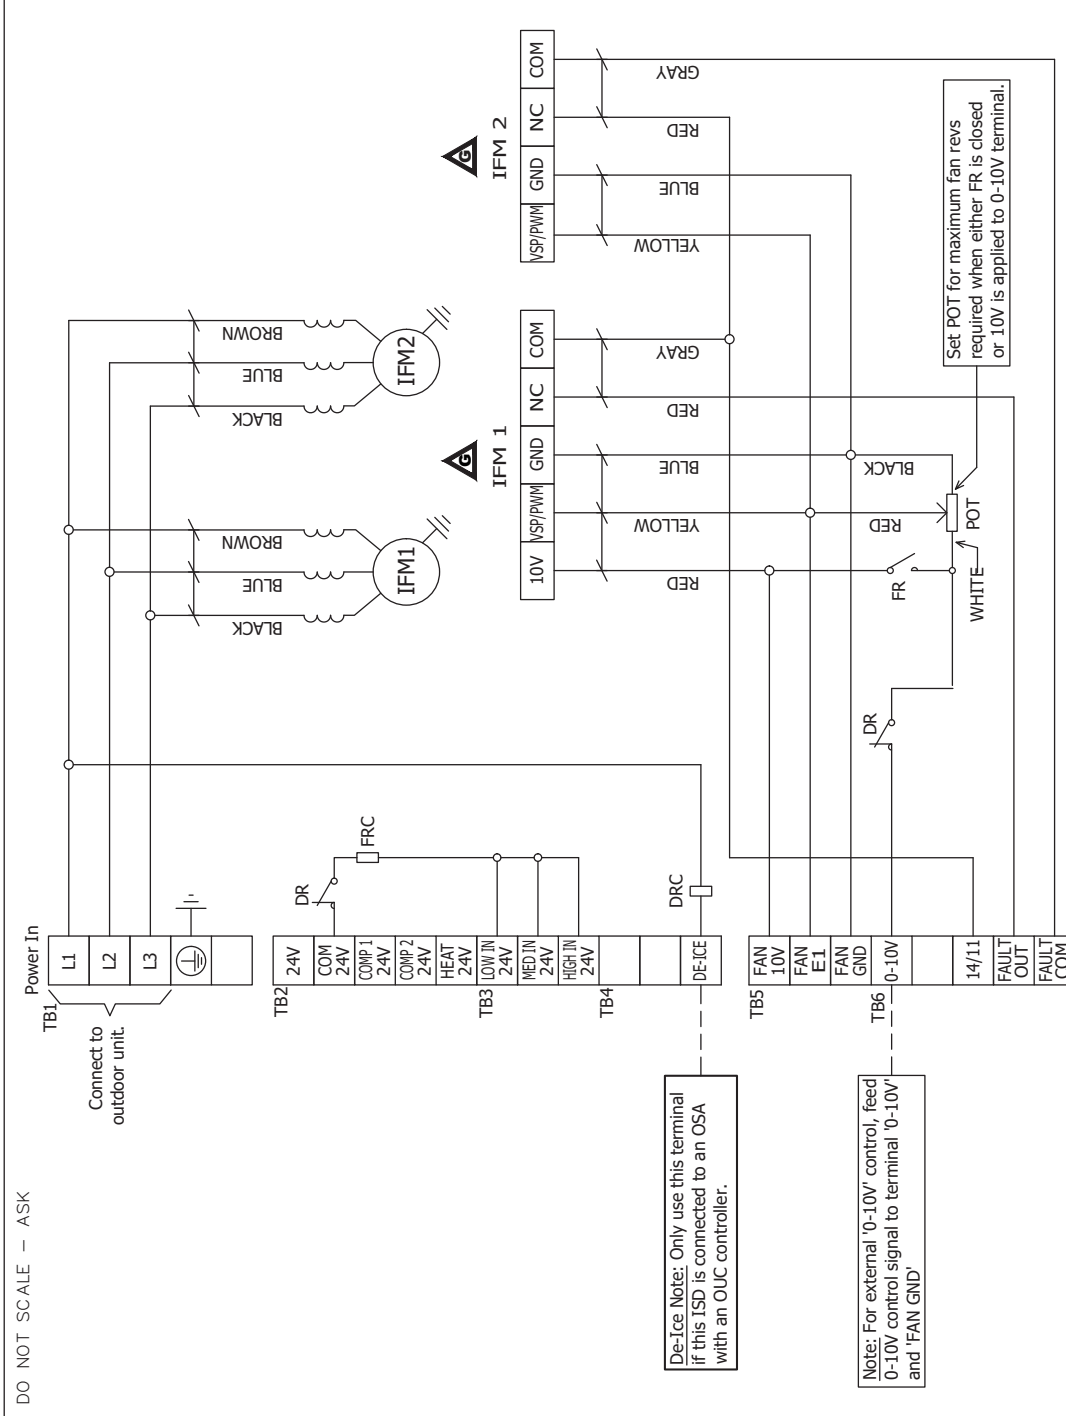 DO NOT SCALE - ASK
Power In
TB1
L1
L2
L3
Connect to
outdoor unit.
BROWN
BLUE
BLACK
IFM1
BROWN
BLUE
BLACK
IFM2
TB2
24V
COM
24V
COMP 1
24V
COMP 2
24V
HEAT
24V
TB3
LOW IN
24V
MED IN
24V
HIGH IN
24V
TB4
DE-ICE
DR
FRC
DRC
De-Ice Note: Only use this terminal
if this ISD is connected to an OSA
with an OUC controller.
G
IFM 1
10V
VSP/PWM
GND
NC
COM
RED
YELLOW
BLUE
RED
GRAY
G
IFM 2
VSP/PWM
GND
NC
COM
YELLOW
BLUE
RED
GRAY
TB5
FAN
10V
FAN
E1
FAN
GND
TB6
0-10V
14/11
FAULT
OUT
FAULT
COM
DR
FR
WHITE
RED
BLACK
POT
Set POT for maximum fan revs
required when either FR is closed
or 10V is applied to 0-10V terminal.
Note: For external '0-10V' control, feed
0-10V control signal to terminal '0-10V'
and 'FAN GND'